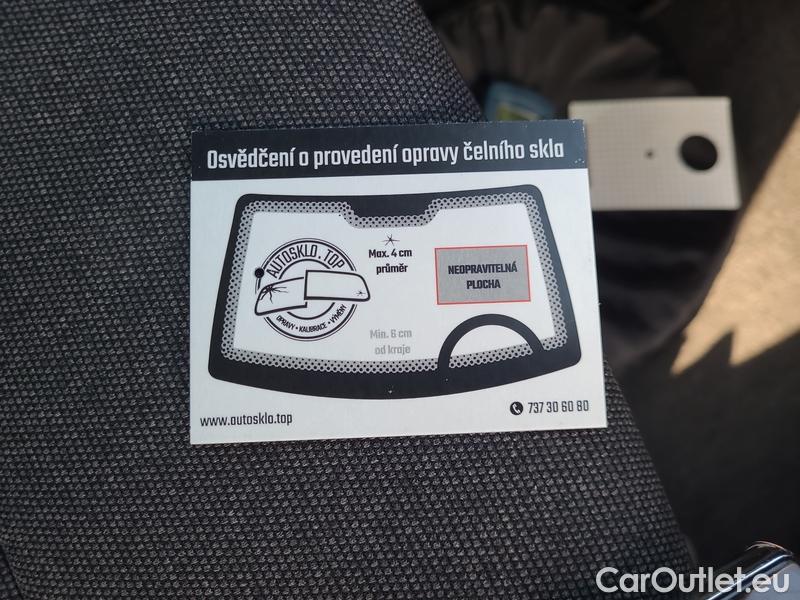 Osvědčení o provedení opravy čelního skla
AUTOSKLO.TOP
OPRAVY • KALIBRACE • VÝMĚNY
Max. 4 cm
průměr
NEOPRAVITELNÁ
PLOCHA
Min. 6 cm
od kraje
www.autosklo.top
737 30 60 80
CarOutlet.eu